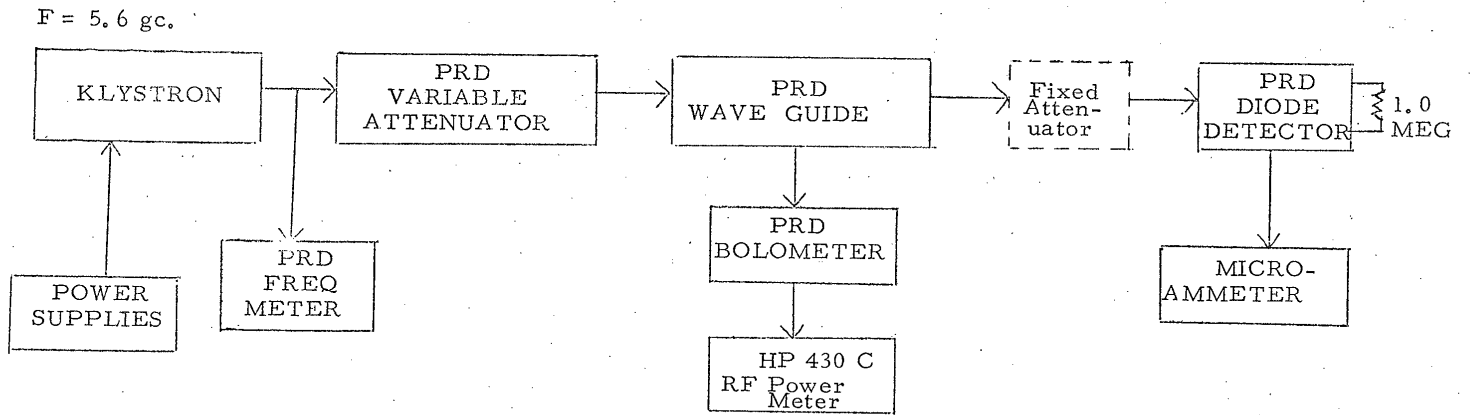 F = 5.6 gc.
KLYSTRON
PRD
VARIABLE
ATTENUATOR
PRD
WAVE GUIDE
Fixed
Atten-
uator
PRD
DIODE
DETECTOR
1.0
MEG
POWER
SUPPLIES
PRD
FREQ
METER
PRD
BOLOMETER
HP 430 C
RF Power
Meter
MICRO-
AMMETER